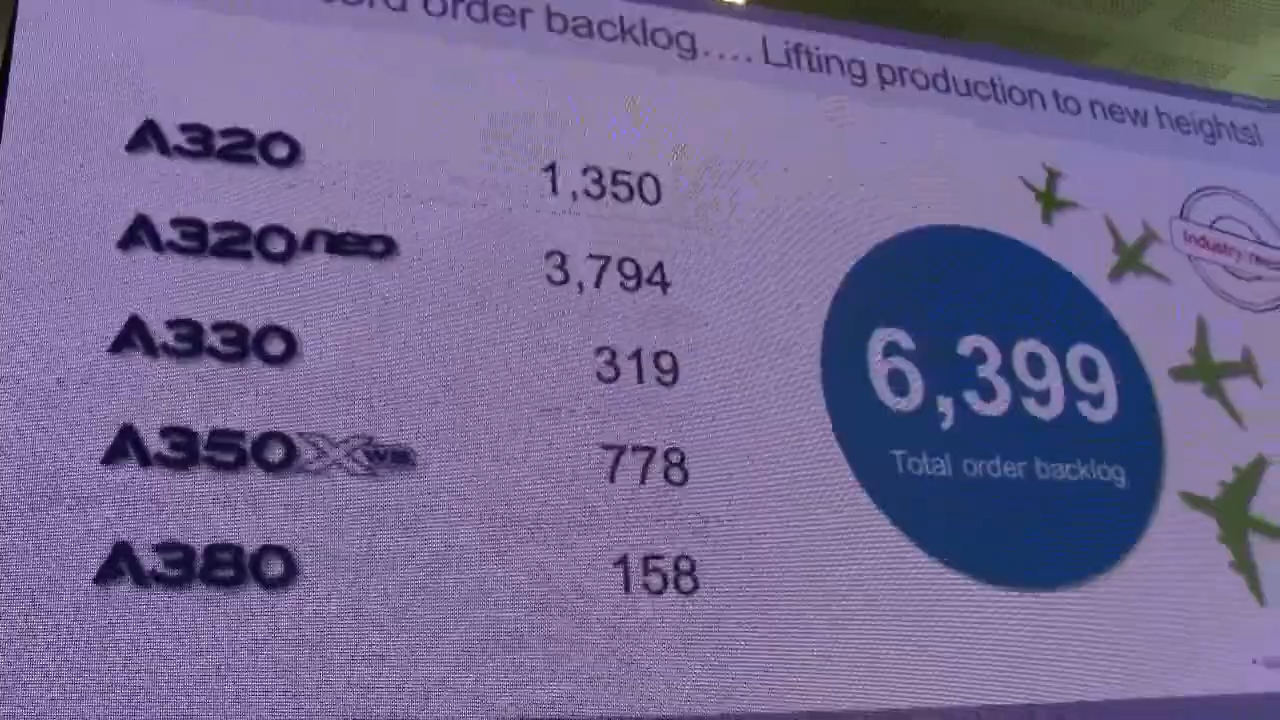 order backlog.... Lifting production to new heights!
A320 1,350
A320neo 3,794
A330 319
A350XWB 778
A380 158
6,399
Total order backlog
Industry